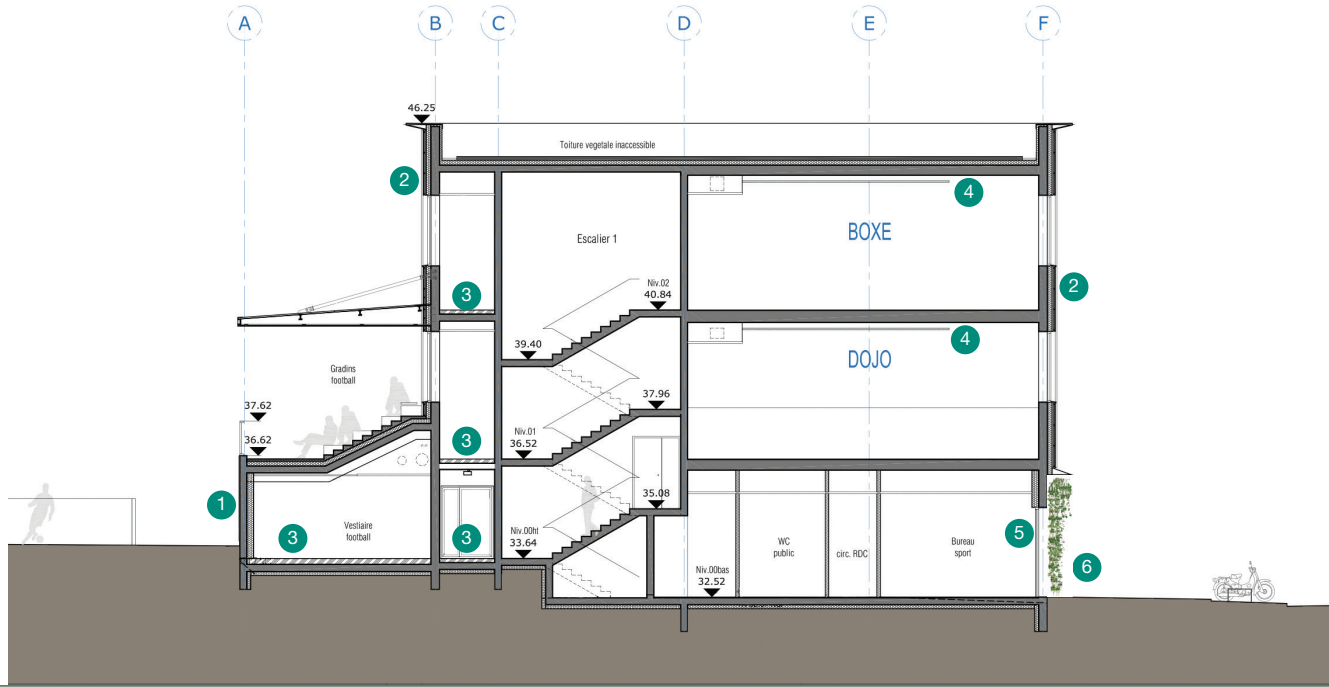 A B C D E F
46.25
Toiture vegetale inaccessible
2
4
Escalier 1
BOXE
Niv.02
40.84
3
2
39.40
4
DOJO
Gradins
football
37.96
37.62
36.62
Niv.01
36.52
3
35.08
1
Vestiaire
football
3
3
Niv.00ht
33.64
WC
public
circ. RDC
Bureau
sport
5
6
Niv.00bas
32.52